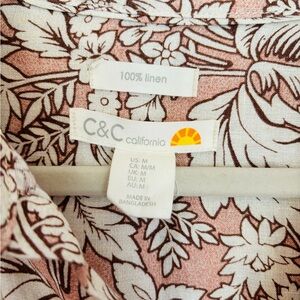 100% linen
C&C california
US: M
CA: M/M
UK: M
EU: M
AU: M
MADE IN
BANGLADESH